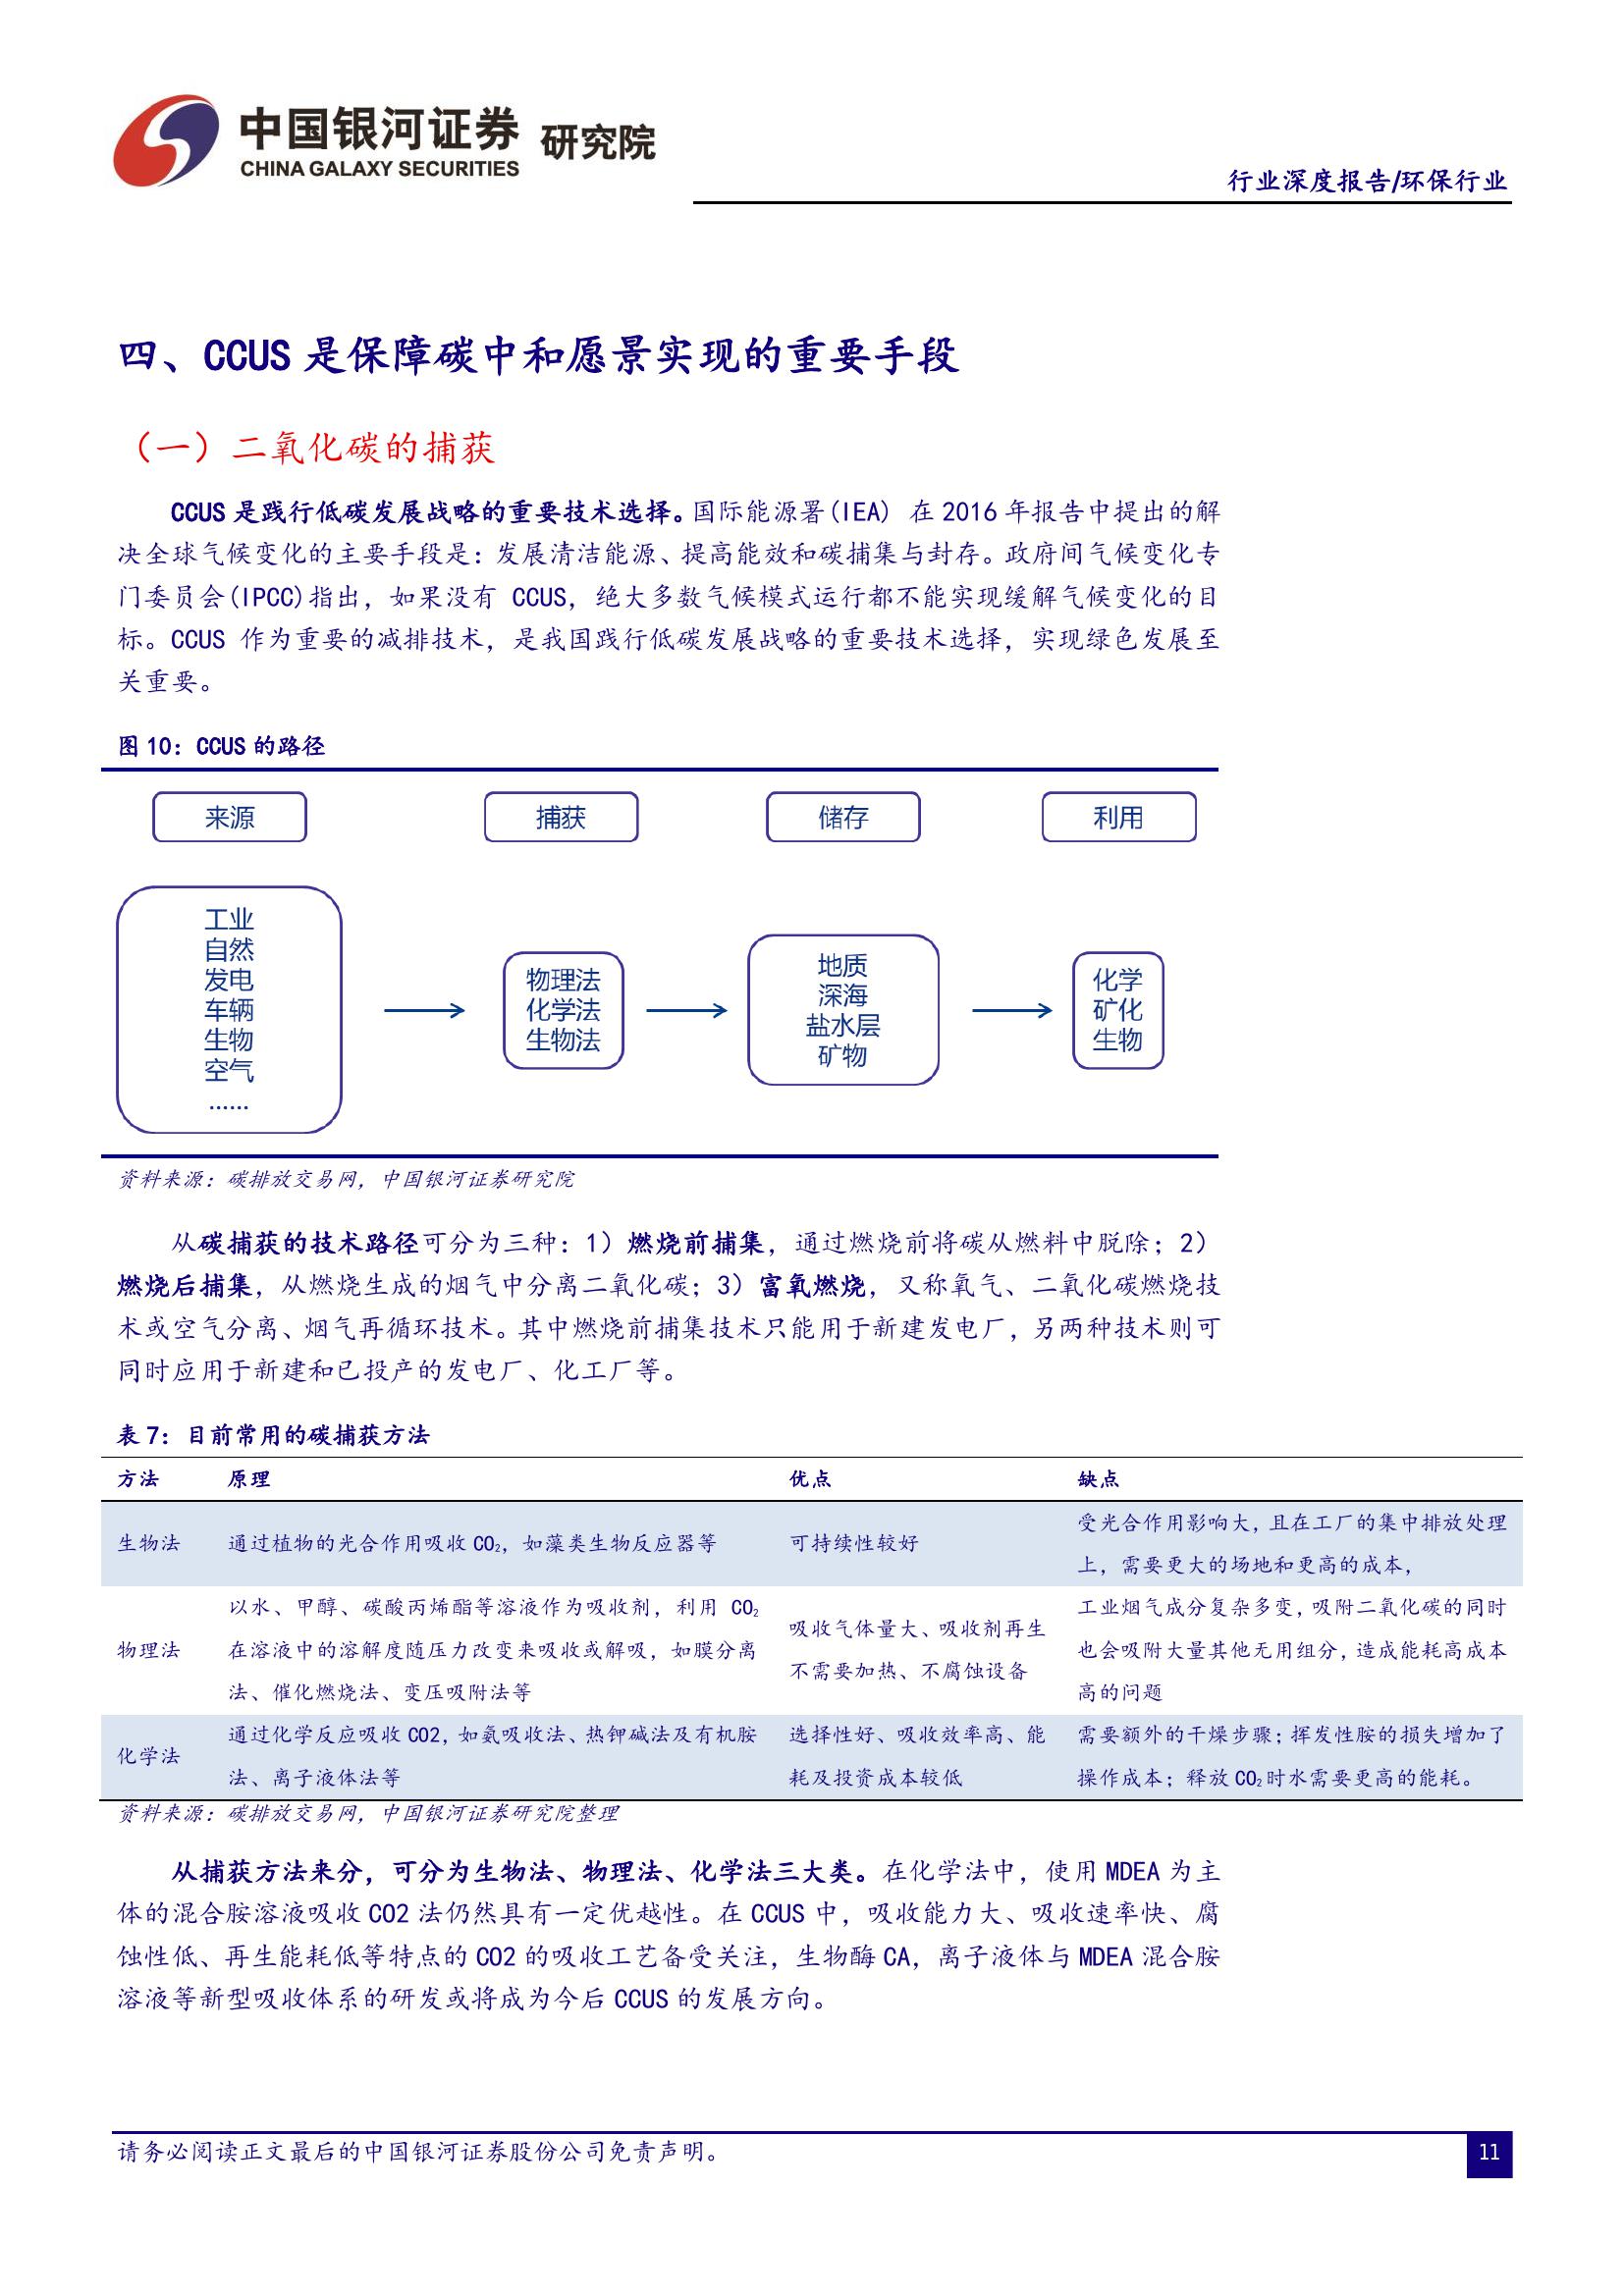 中国银河证券 研究院
CHINA GALAXY SECURITIES
行业深度报告/环保行业
四、CCUS 是保障碳中和愿景实现的重要手段
（一）二氧化碳的捕获
CCUS 是践行低碳发展战略的重要技术选择。国际能源署(IEA) 在 2016 年报告中提出的解
决全球气候变化的主要手段是：发展清洁能源、提高能效和碳捕集与封存。政府间气候变化专
门委员会(IPCC)指出，如果没有 CCUS，绝大多数气候模式运行都不能实现缓解气候变化的目
标。CCUS 作为重要的减排技术，是我国践行低碳发展战略的重要技术选择，实现绿色发展至
关重要。
图 10：CCUS 的路径
来源 捕获 储存 利用
工业
自然
发电
车辆
生物
空气
……
物理法
化学法
生物法
地质
深海
盐水层
矿物
化学
矿化
生物
资料来源：碳排放交易网，中国银河证券研究院
从碳捕获的技术路径可分为三种：1）燃烧前捕集，通过燃烧前将碳从燃料中脱除；2）
燃烧后捕集，从燃烧生成的烟气中分离二氧化碳；3）富氧燃烧，又称氧气、二氧化碳燃烧技
术或空气分离、烟气再循环技术。其中燃烧前捕集技术只能用于新建发电厂，另两种技术则可
同时应用于新建和已投产的发电厂、化工厂等。
表 7：目前常用的碳捕获方法
方法 原理 优点 缺点
生物法 通过植物的光合作用吸收 CO₂，如藻类生物反应器等 可持续性较好 受光合作用影响大，且在工厂的集中排放处理
上，需要更大的场地和更高的成本，
物理法 以水、甲醇、碳酸丙烯酯等溶液作为吸收剂，利用 CO₂
在溶液中的溶解度随压力改变来吸收或解吸，如膜分离
法、催化燃烧法、变压吸附法等
吸收气体量大、吸收剂再生
不需要加热、不腐蚀设备
工业烟气成分复杂多变，吸附二氧化碳的同时
也会吸附大量其他无用组分，造成能耗高成本
高的问题
化学法 通过化学反应吸收 CO2，如氨吸收法、热钾碱法及有机胺
法、离子液体法等
选择性好、吸收效率高、能
耗及投资成本较低
需要额外的干燥步骤；挥发性胺的损失增加了
操作成本；释放 CO₂时水需要更高的能耗。
资料来源：碳排放交易网，中国银河证券研究院整理
从捕获方法来分，可分为生物法、物理法、化学法三大类。在化学法中，使用 MDEA 为主
体的混合胺溶液吸收 CO2 法仍然具有一定优越性。在 CCUS 中，吸收能力大、吸收速率快、腐
蚀性低、再生能耗低等特点的 CO2 的吸收工艺备受关注，生物酶 CA，离子液体与 MDEA 混合胺
溶液等新型吸收体系的研发或将成为今后 CCUS 的发展方向。
请务必阅读正文最后的中国银河证券股份公司免责声明。
11